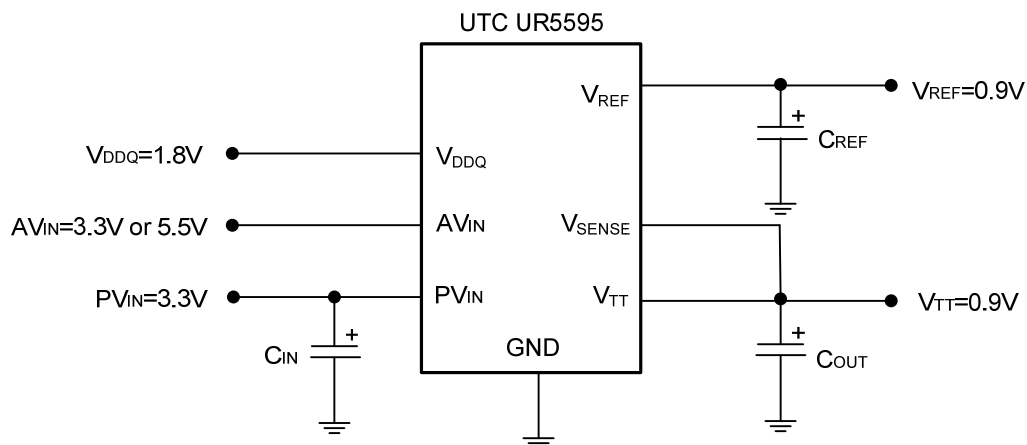 UTC UR5595
VREF
VREF=0.9V
CREF
VDDQ=1.8V
VDDQ
AVIN=3.3V or 5.5V
AVIN
VSENSE
PVIN=3.3V
PVIN
VTT
VTT=0.9V
CIN
GND
COUT